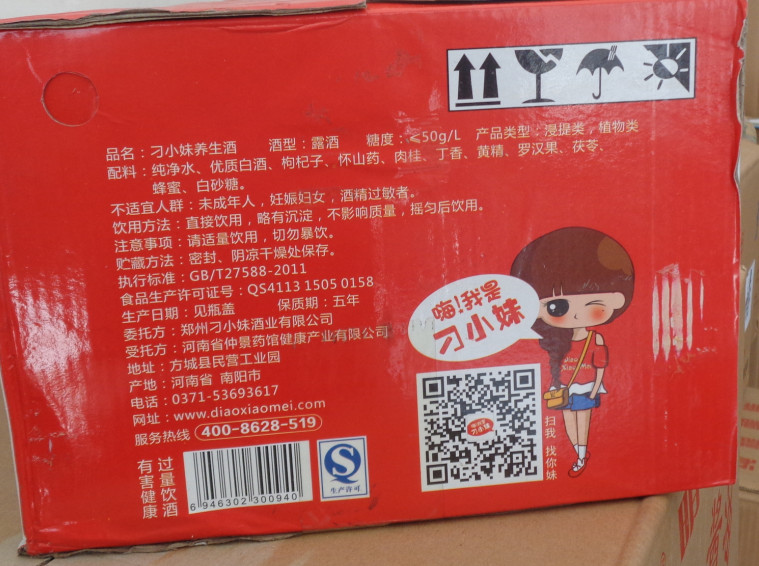 品名：刁小妹养生酒 酒型：露酒 糖度：≤50g/L 产品类型：浸提类，植物类
配料：纯净水、优质白酒、枸杞子、怀山药、肉桂、丁香、黄精、罗汉果、茯苓、
蜂蜜、白砂糖。
不适宜人群：未成年人，妊娠妇女，酒精过敏者。
饮用方法：直接饮用，略有沉淀，不影响质量，摇匀后饮用。
注意事项：请适量饮用，切勿暴饮。
贮藏方法：密封、阴凉干燥处保存。
执行标准：GB/T27588-2011
食品生产许可证号：QS4113 1505 0158
生产日期：见瓶盖 保质期：五年
委托方：郑州刁小妹酒业有限公司
受托方：河南省仲景药馆健康产业有限公司
地址：方城县民营工业园
产地：河南省 南阳市
电话：0371-53693617
网址：www.diaoxiaomei.com
服务热线 400-8628-519
过量饮酒
有害健康
6 946302 300940
QS
生产许可
嗨!我是
刁小妹
diao
Xiao Mei
扫我 找你妹